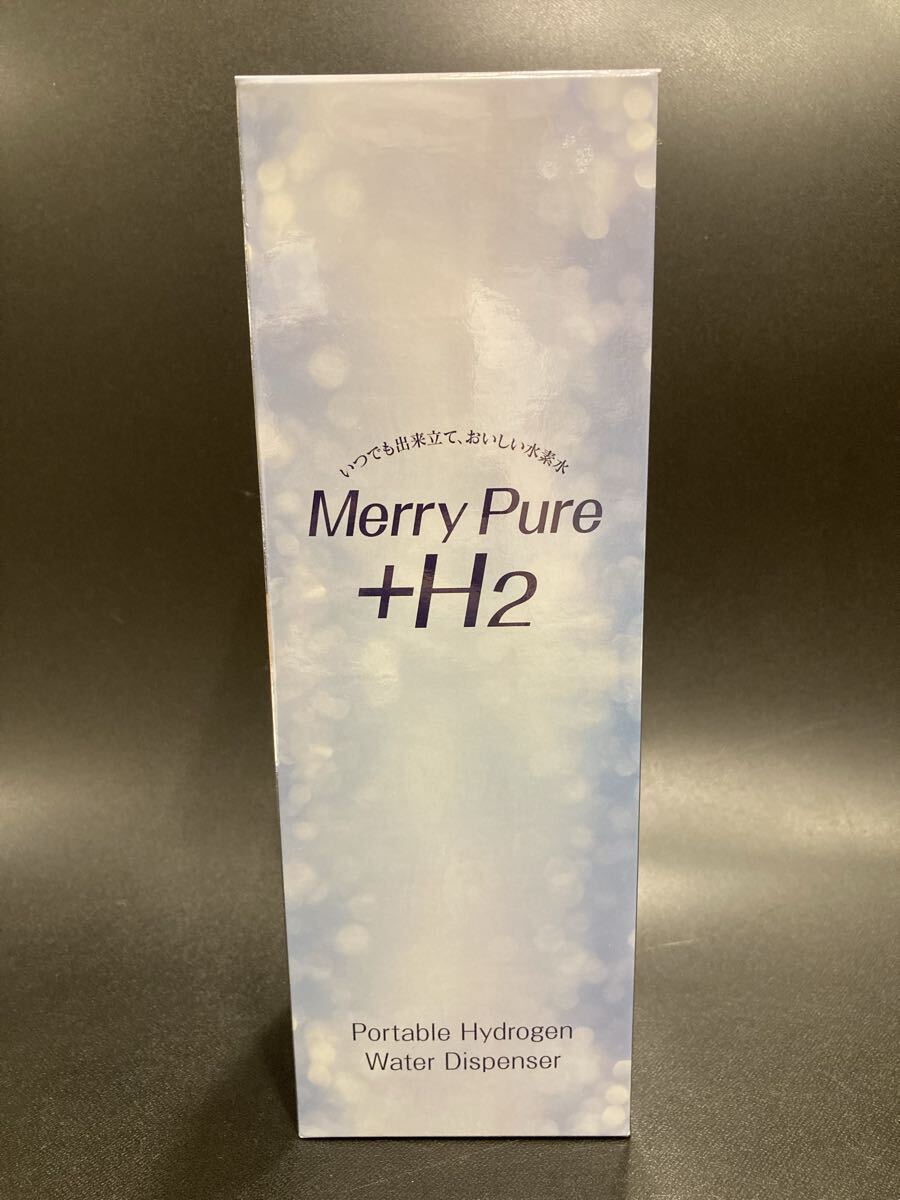 いつでも出来立て、おいしい水素水
Merry Pure
+H2
Portable Hydrogen
Water Dispenser